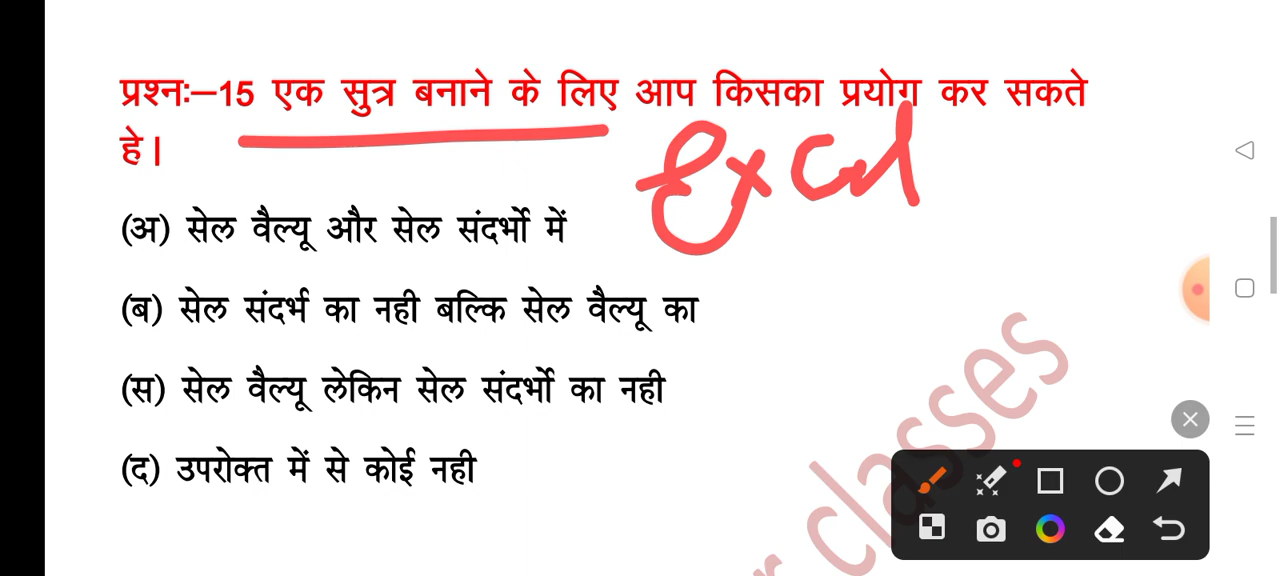 प्रश्नः–15 एक सुत्र बनाने के लिए आप किसका प्रयोग कर सकते
हे।
Excel
(अ) सेल वैल्यू और सेल संदर्भो में
(ब) सेल संदर्भ का नही बल्कि सेल वैल्यू का
(स) सेल वैल्यू लेकिन सेल संदर्भो का नही
(द) उपरोक्त में से कोई नही
classes